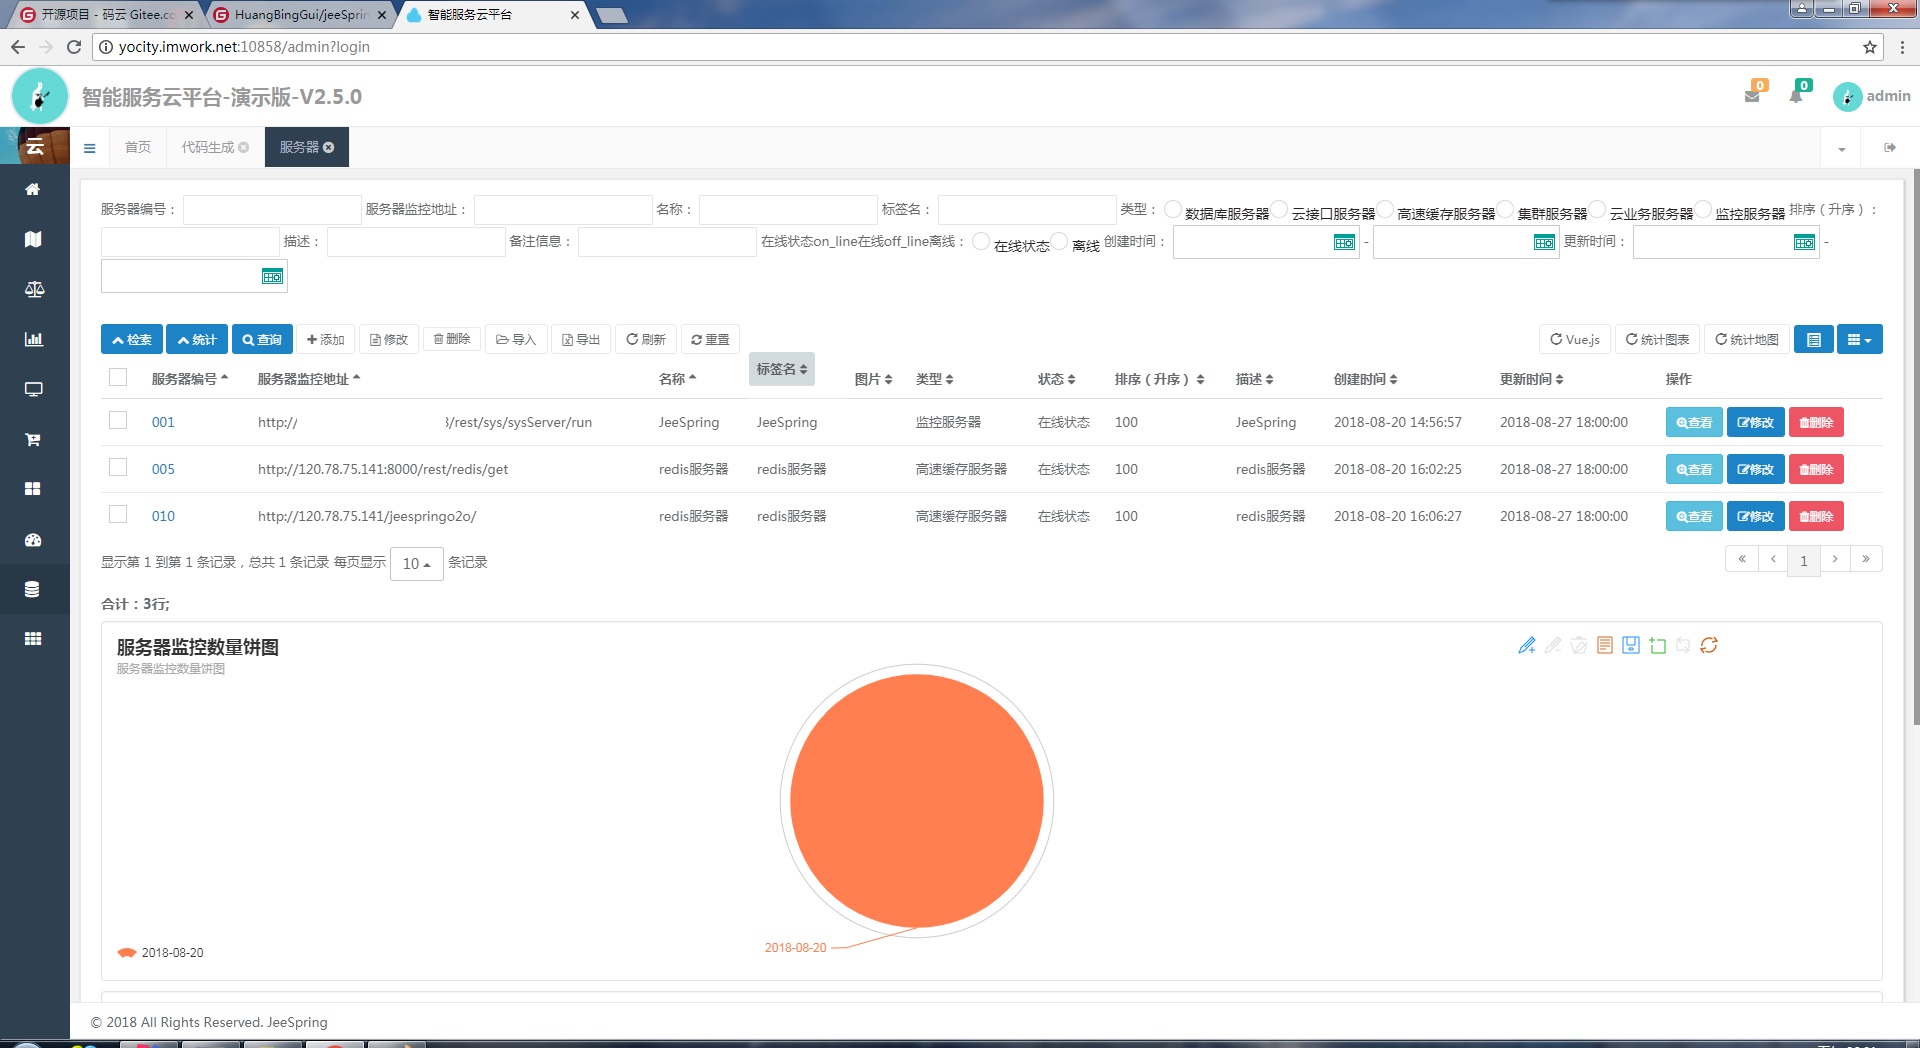 开源项目 - 码云 Gitee.co
HuangBingGui/jeeSprin
智能服务云平台
yocity.imwork.net:10858/admin?login
智能服务云平台-演示版-V2.5.0
0
0
admin
云
首页
代码生成
服务器
服务器编号： 服务器监控地址： 名称： 标签名： 类型： 数据库服务器 云接口服务器 高速缓存服务器 集群服务器 云业务服务器 监控服务器 排序（升序）：
描述： 备注信息： 在线状态on_line在线off_line离线： 在线状态 离线 创建时间： - 更新时间： -
检索 统计 查询 添加 修改 删除 导入 导出 刷新 重置 Vue.js 统计图表 统计地图
服务器编号 服务器监控地址 名称 标签名 图片 类型 状态 排序（升序） 描述 创建时间 更新时间 操作
001 http:// /rest/sys/sysServer/run JeeSpring JeeSpring 监控服务器 在线状态 100 JeeSpring 2018-08-20 14:56:57 2018-08-27 18:00:00 查看 修改 删除
005 http://120.78.75.141:8000/rest/redis/get redis服务器 redis服务器 高速缓存服务器 在线状态 100 redis服务器 2018-08-20 16:02:25 2018-08-27 18:00:00 查看 修改 删除
010 http://120.78.75.141/jeespringo2o/ redis服务器 redis服务器 高速缓存服务器 在线状态 100 redis服务器 2018-08-20 16:06:27 2018-08-27 18:00:00 查看 修改 删除
显示第 1 到第 1 条记录，总共 1 条记录 每页显示 10 条记录 « ‹ 1 › »
合计：3行;
服务器监控数量饼图
服务器监控数量饼图
2018-08-20
2018-08-20
© 2018 All Rights Reserved. JeeSpring